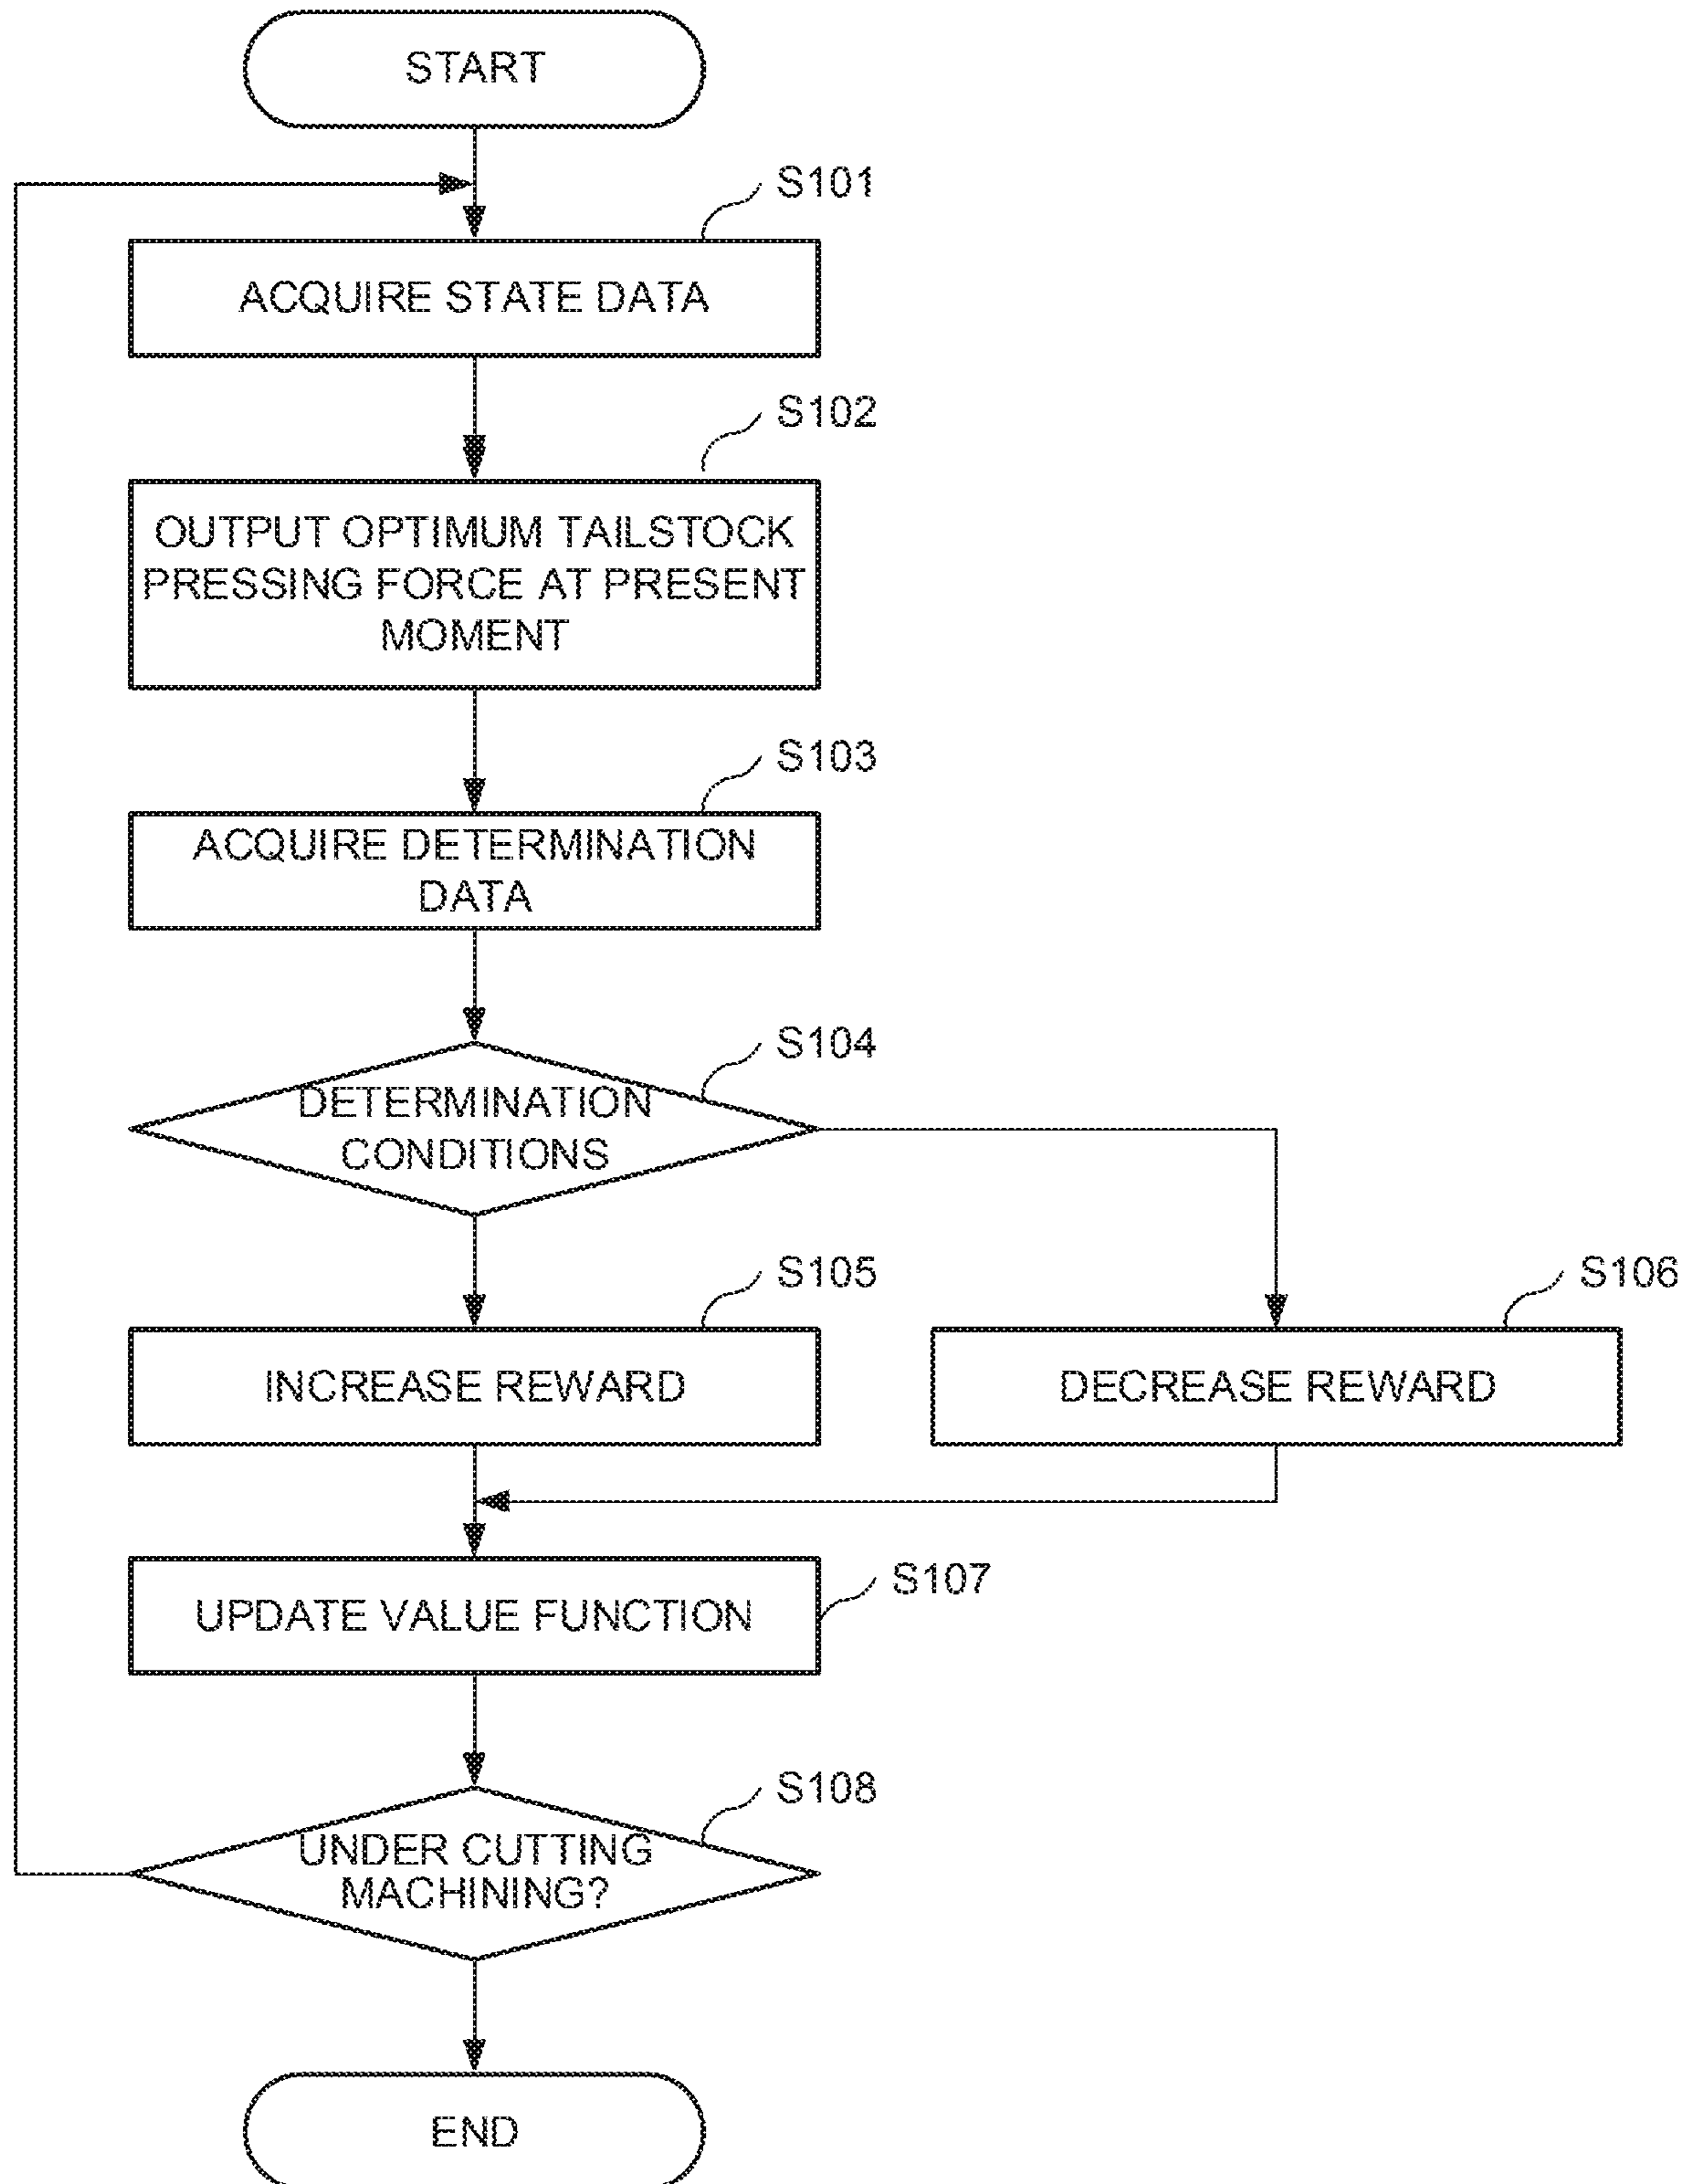 START
S101
ACQUIRE STATE DATA
S102
OUTPUT OPTIMUM TAILSTOCK
PRESSING FORCE AT PRESENT
MOMENT
S103
ACQUIRE DETERMINATION
DATA
S104
DETERMINATION
CONDITIONS
S105
S106
INCREASE REWARD
DECREASE REWARD
S107
UPDATE VALUE FUNCTION
S108
UNDER CUTTING
MACHINING?
END